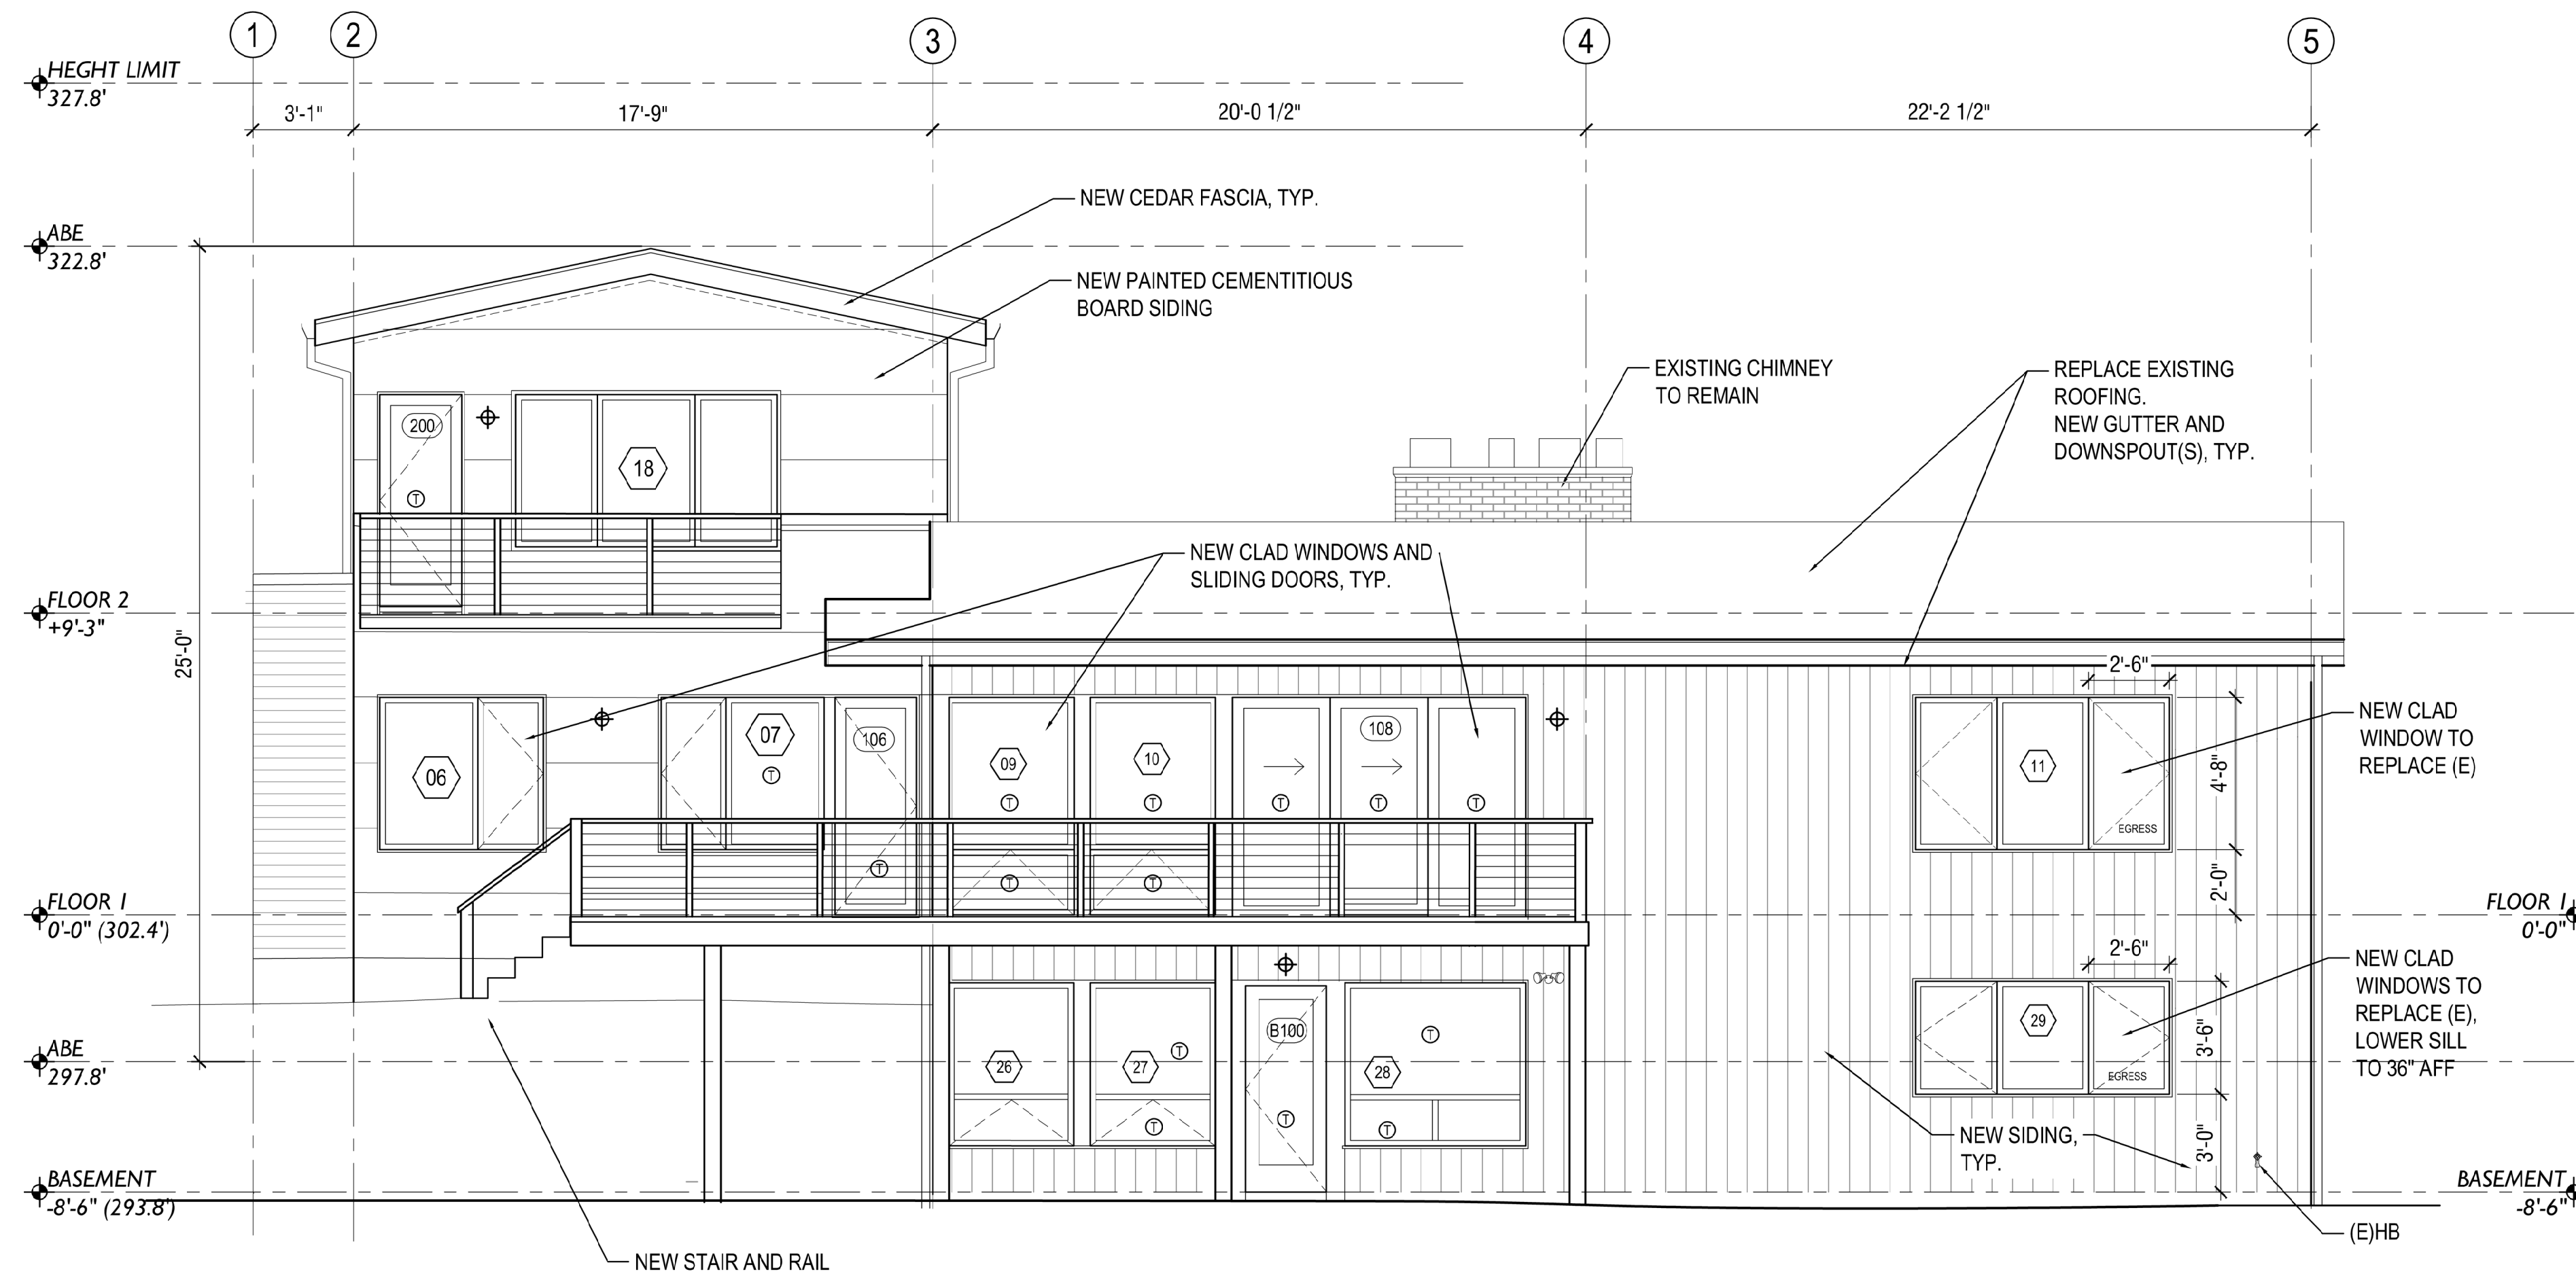 1
2
3
4
5
HEGHT LIMIT
327.8'
3'-1"
17'-9"
20'-0 1/2"
22'-2 1/2"
NEW CEDAR FASCIA, TYP.
ABE
322.8'
NEW PAINTED CEMENTITIOUS
BOARD SIDING
EXISTING CHIMNEY
TO REMAIN
REPLACE EXISTING
ROOFING.
NEW GUTTER AND
DOWNSPOUT(S), TYP.
200
18
T
NEW CLAD WINDOWS AND
SLIDING DOORS, TYP.
FLOOR 2
+9'-3"
25'-0"
2'-6"
NEW CLAD
WINDOW TO
REPLACE (E)
06
07
T
106
T
09
T
T
10
T
T
108
T
T
T
11
EGRESS
4'-8"
2'-0"
FLOOR 1
0'-0" (302.4')
FLOOR 1
0'-0"
2'-6"
NEW CLAD
WINDOWS TO
REPLACE (E),
LOWER SILL
TO 36" AFF
26
27
T
T
B100
T
28
T
T
29
EGRESS
3'-6"
3'-0"
ABE
297.8'
NEW SIDING,
TYP.
BASEMENT
-8'-6" (293.8')
BASEMENT
-8'-6"
(E)HB
NEW STAIR AND RAIL